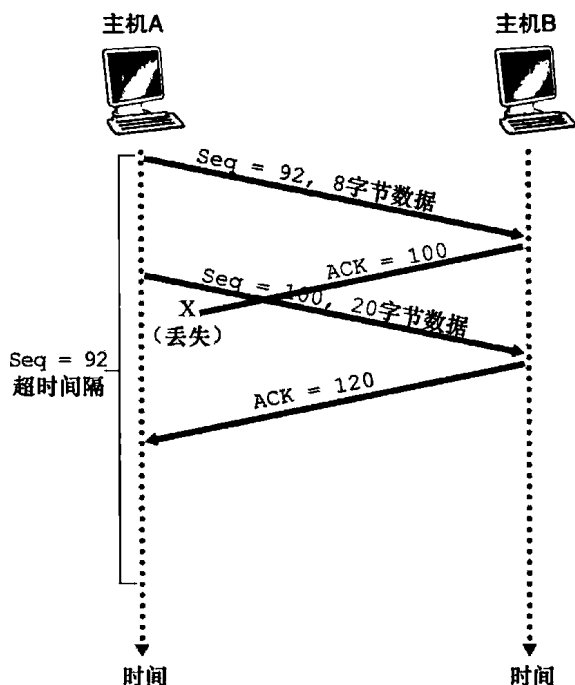 主机A
主机B
Seq = 92, 8字节数据
ACK = 100
Seq = 100, 20字节数据
X
(丢失)
Seq = 92
超时间隔
ACK = 120
时间
时间